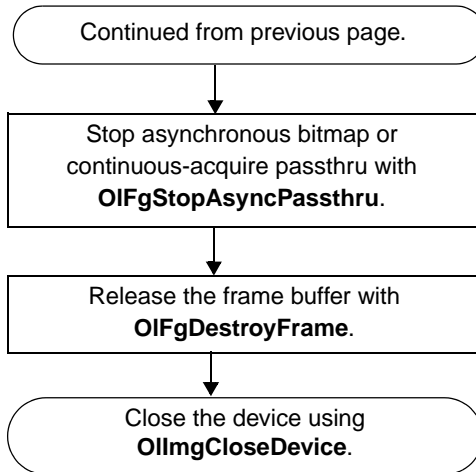 Continued from previous page.
Stop asynchronous bitmap or
continuous-acquire passthru with
OlFgStopAsyncPassthru.
Release the frame buffer with
OlFgDestroyFrame.
Close the device using
OlImgCloseDevice.